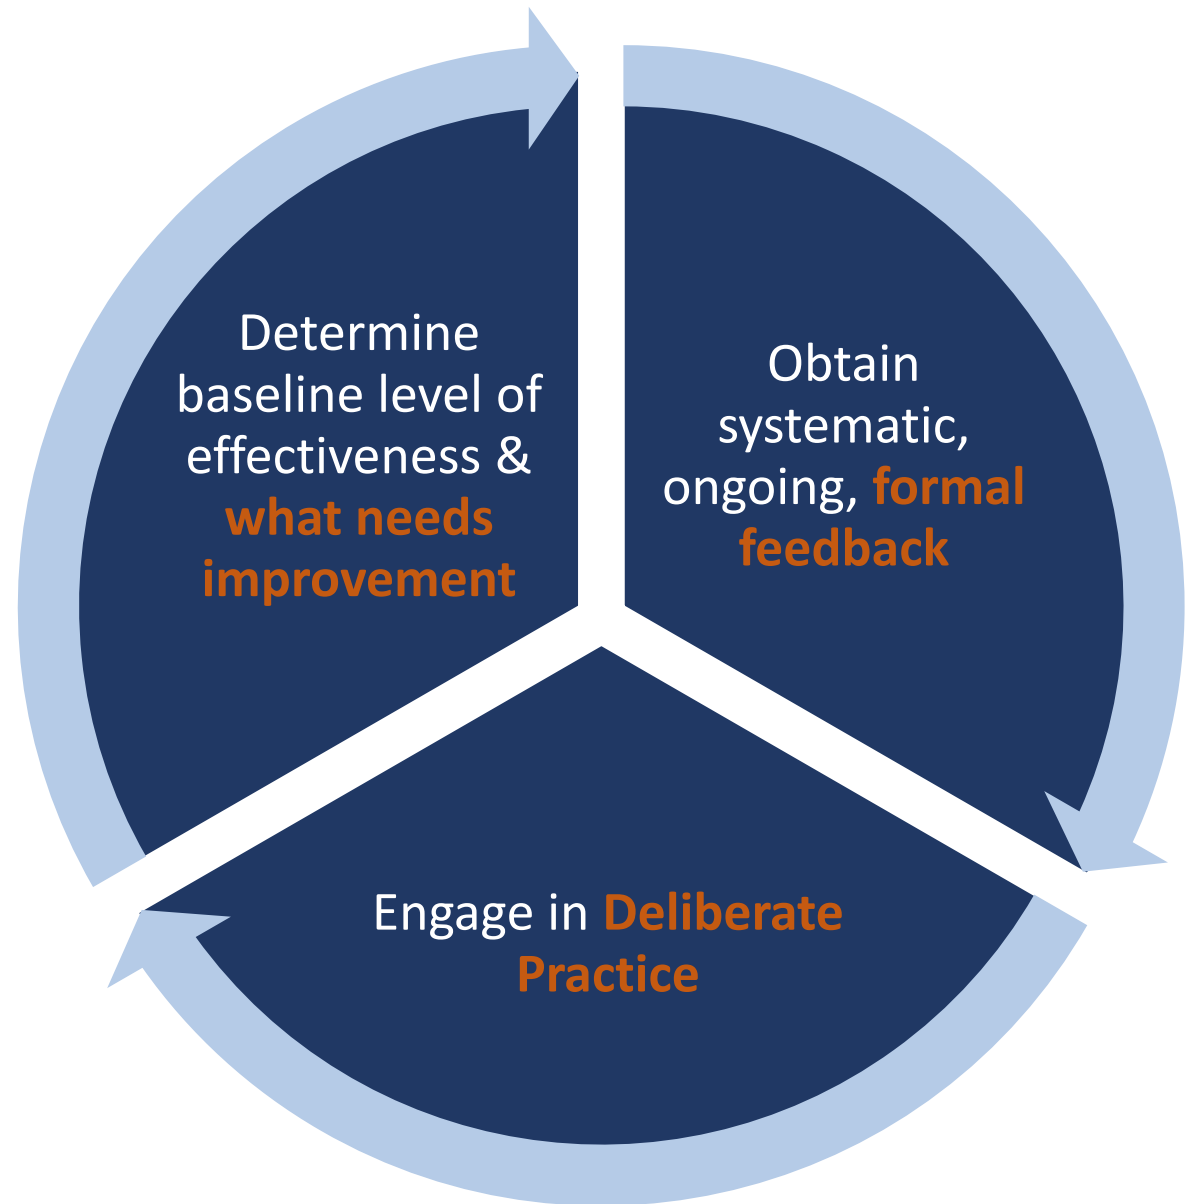 Determine
baseline level of
effectiveness &
what needs
improvement
Obtain
systematic,
ongoing, formal
feedback
Engage in Deliberate
Practice